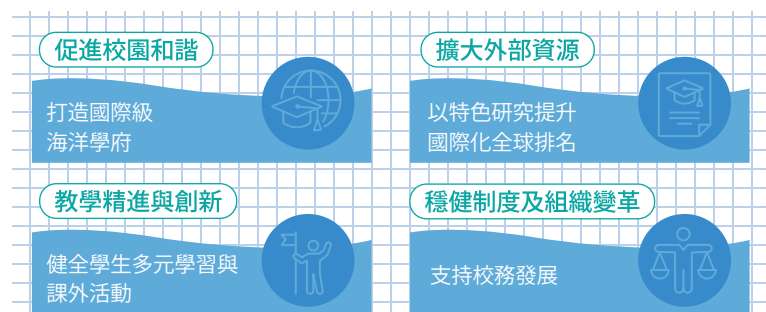 促進校園和諧
打造國際級
海洋學府
擴大外部資源
以特色研究提升
國際化全球排名
教學精進與創新
健全學生多元學習與
課外活動
穩健制度及組織變革
支持校務發展